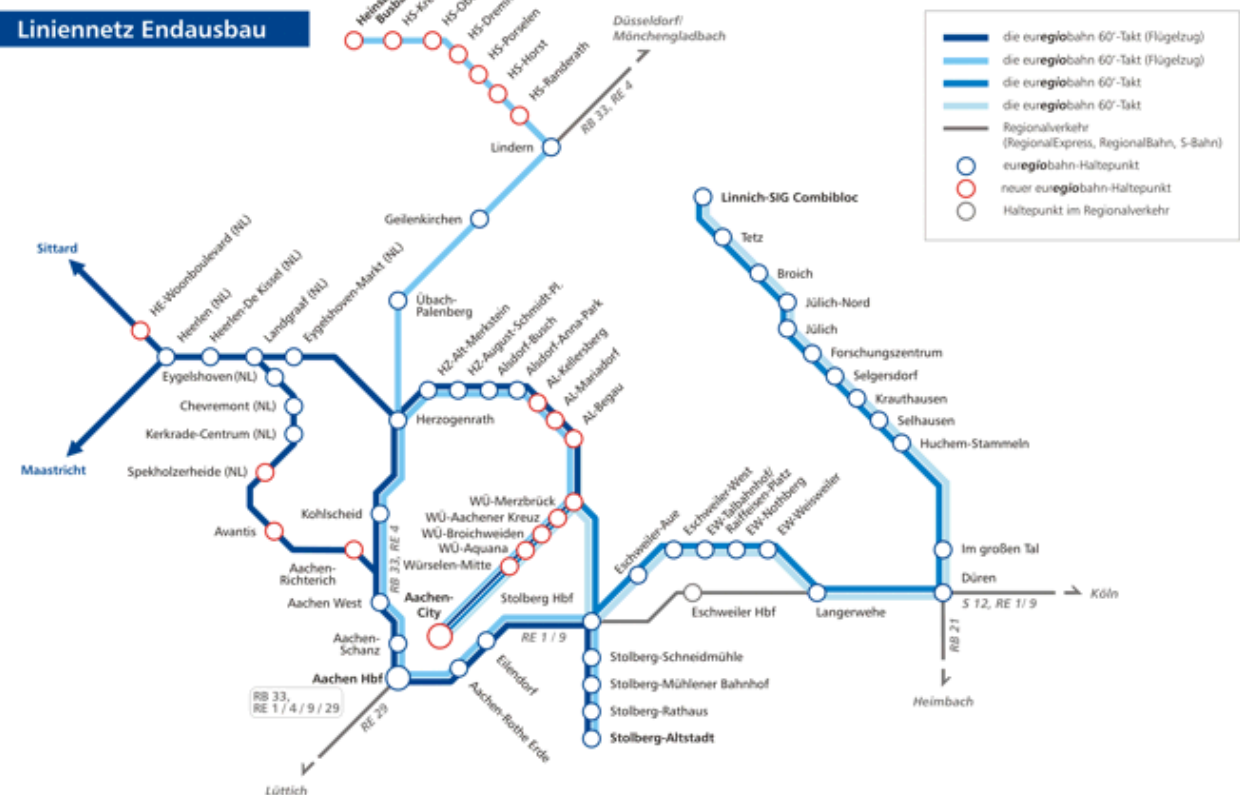 Liniennetz Endausbau
HS-Dremmen
HS-Porselen
HS-Horst
HS-Randerath
Düsseldorf/
Mönchengladbach
RB 33, RE 4
Lindern
Geilenkirchen
Übach-
Palenberg
die euregiobahn 60'-Takt (Flügelzug)
die euregiobahn 60'-Takt (Flügelzug)
die euregiobahn 60'-Takt
die euregiobahn 60'-Takt
Regionalverkehr
(RegionalExpress, RegionalBahn, S-Bahn)
euregiobahn-Haltepunkt
neuer euregiobahn-Haltepunkt
Haltepunkt im Regionalverkehr
Sittard
Maastricht
HE-Woonboulevard (NL)
Heerlen (NL)
Heerlen-De Kissel (NL)
Landgraaf (NL)
Eygelshoven-Markt (NL)
Eygelshoven (NL)
Chevremont (NL)
Kerkrade-Centrum (NL)
Spekholzerheide (NL)
Avantis
Aachen-
Richterich
Herzogenrath
Kohlscheid
RB 33, RE 4
Aachen West
Aachen-
Schanz
Aachen Hbf
RB 33,
RE 1 / 4 / 9 / 29
RE 29
Lüttich
HZ-Alt-Merkstein
HZ-August-Schmidt-Pl.
Alsdorf-Busch
Alsdorf-Anna-Park
AL-Kellersberg
AL-Mariadorf
AL-Begau
WÜ-Merzbrück
WÜ-Aachener Kreuz
WÜ-Broichweiden
WÜ-Aquana
Würselen-Mitte
Aachen-
City
Aachen-Rothe Erde
Eilendorf
RE 1 / 9
Stolberg Hbf
Stolberg-Schneidmühle
Stolberg-Mühlener Bahnhof
Stolberg-Rathaus
Stolberg-Altstadt
Eschweiler-Aue
Eschweiler-West
EW-Talbahnhof/
Raiffeisen-Platz
EW-Nothberg
EW-Weisweiler
Eschweiler Hbf
Langerwehe
Linnich-SIG Combibloc
Tetz
Broich
Jülich-Nord
Jülich
Forschungszentrum
Selgersdorf
Krauthausen
Selhausen
Huchem-Stammeln
Im großen Tal
Düren
S 12, RE 1/ 9
Köln
RB 21
Heimbach